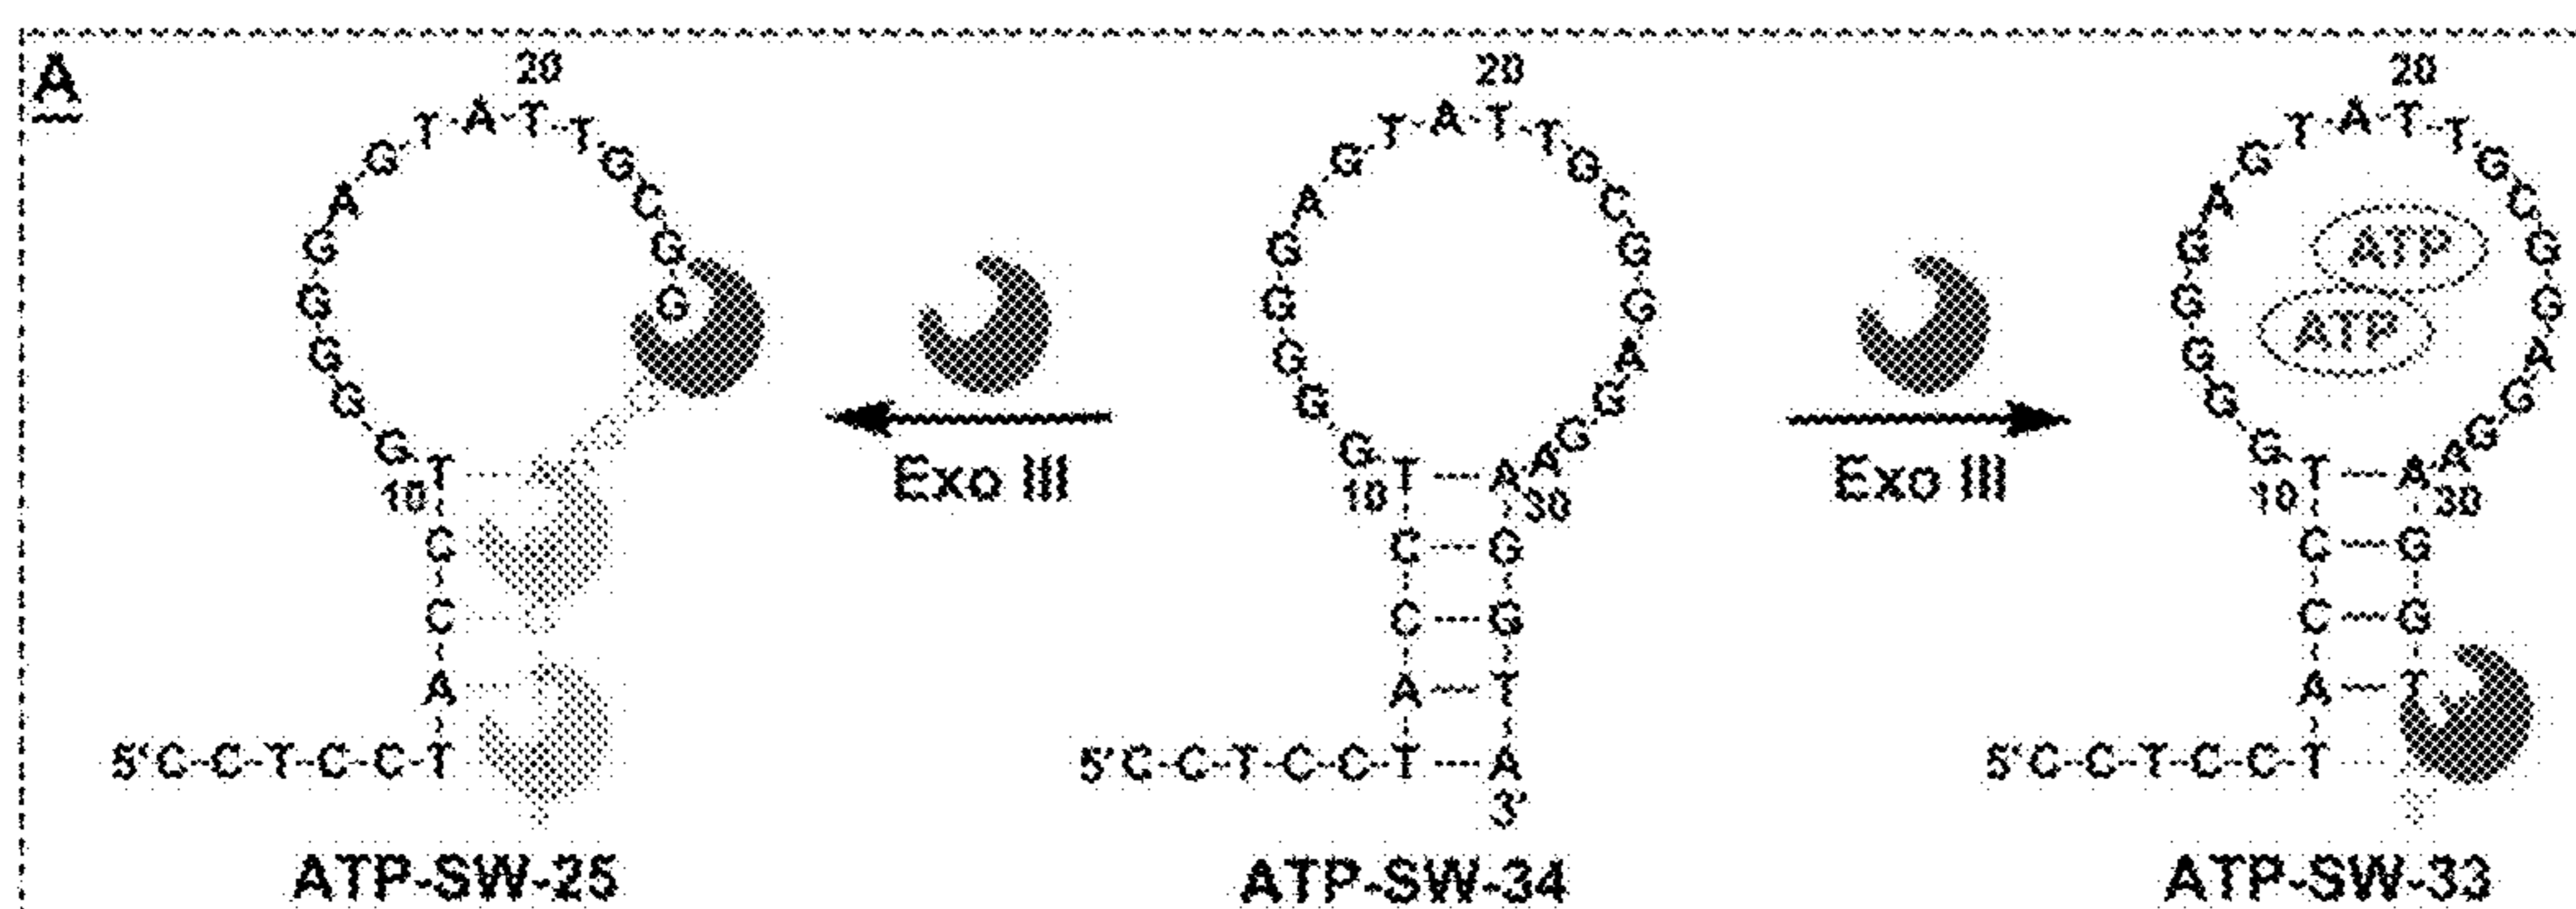 A
20
G-G-G-G-G-A-G-T-A-T-T-G-C-G-G
T
10
C
C
A
5'C-C-T-C-C-T
ATP-SW-25
Exo III
20
G-G-G-G-G-A-G-T-A-T-T-G-C-G-G-A-G-G-A
T---A
10 30
C---G
C---G
A---T
5'C-C-T-C-C-T---A
3'
ATP-SW-34
Exo III
20
G-G-G-G-G-A-G-T-A-T-T-G-C-G-G-A-G-G-A
ATP
ATP
T---A
10 30
C---G
C---G
A---T
5'C-C-T-C-C-T
ATP-SW-33